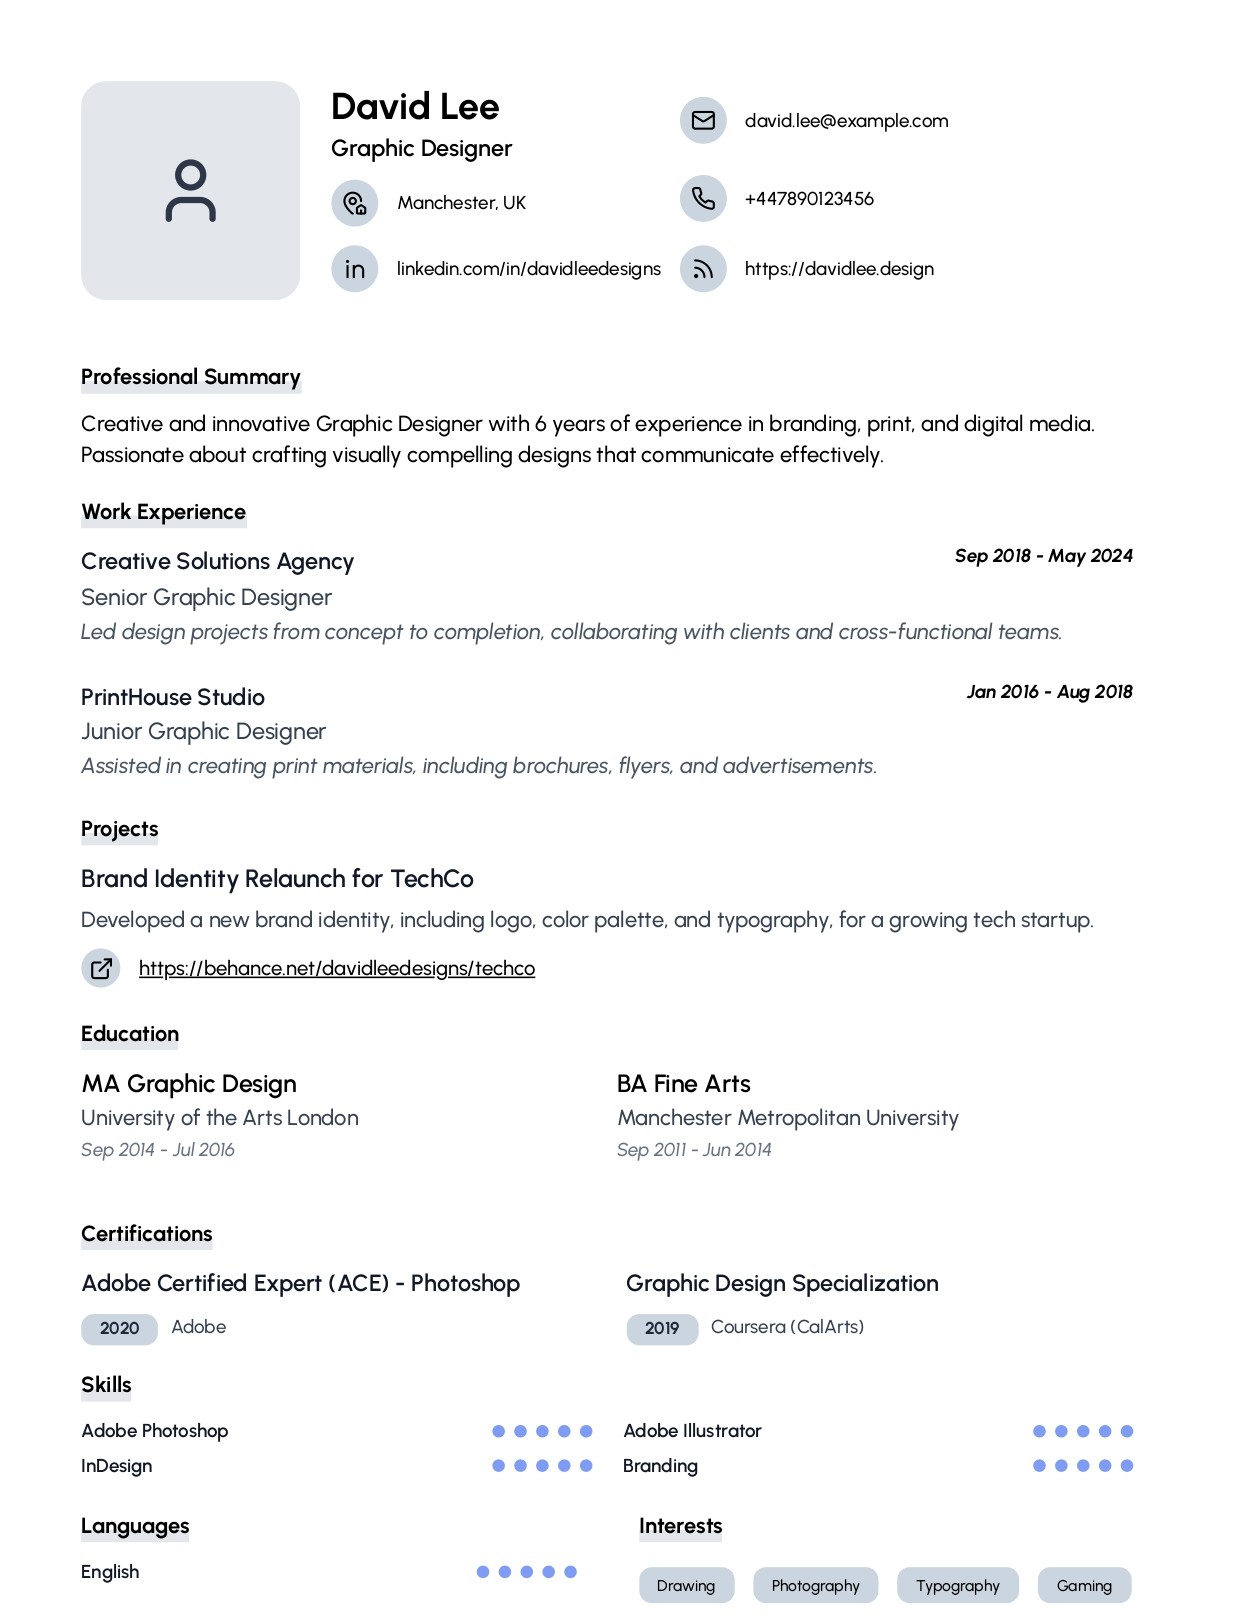 David Lee
Graphic Designer
Manchester, UK
in linkedin.com/in/davidleedesigns
david.lee@example.com
+447890123456
https://davidlee.design
Professional Summary
Creative and innovative Graphic Designer with 6 years of experience in branding, print, and digital media.
Passionate about crafting visually compelling designs that communicate effectively.
Work Experience
Creative Solutions Agency Sep 2018 - May 2024
Senior Graphic Designer
Led design projects from concept to completion, collaborating with clients and cross-functional teams.
PrintHouse Studio Jan 2016 - Aug 2018
Junior Graphic Designer
Assisted in creating print materials, including brochures, flyers, and advertisements.
Projects
Brand Identity Relaunch for TechCo
Developed a new brand identity, including logo, color palette, and typography, for a growing tech startup.
https://behance.net/davidleedesigns/techco
Education
MA Graphic Design
University of the Arts London
Sep 2014 - Jul 2016
BA Fine Arts
Manchester Metropolitan University
Sep 2011 - Jun 2014
Certifications
Adobe Certified Expert (ACE) - Photoshop
2020 Adobe
Graphic Design Specialization
2019 Coursera (CalArts)
Skills
Adobe Photoshop
Adobe Illustrator
InDesign
Branding
Languages
English
Interests
Drawing Photography Typography Gaming